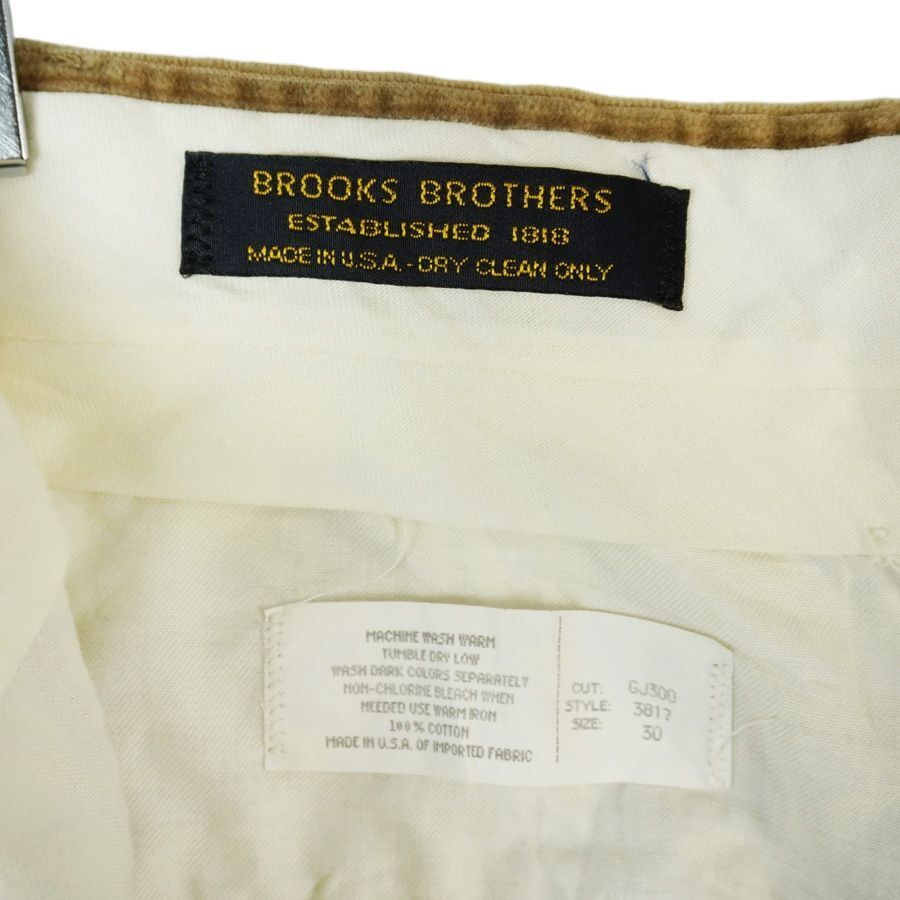 BROOKS BROTHERS
ESTABLISHED 1818
MADE IN U.S.A.-DRY CLEAN ONLY
MACHINE WASH WARM
TUMBLE DRY LOW
WASH DARK COLORS SEPARATELY
NON-CHLORINE BLEACH WHEN
NEEDED USE WARM IRON
100% COTTON
MADE IN U.S.A. OF IMPORTED FABRIC
CUT: GJ300
STYLE: 3817
SIZE: 30